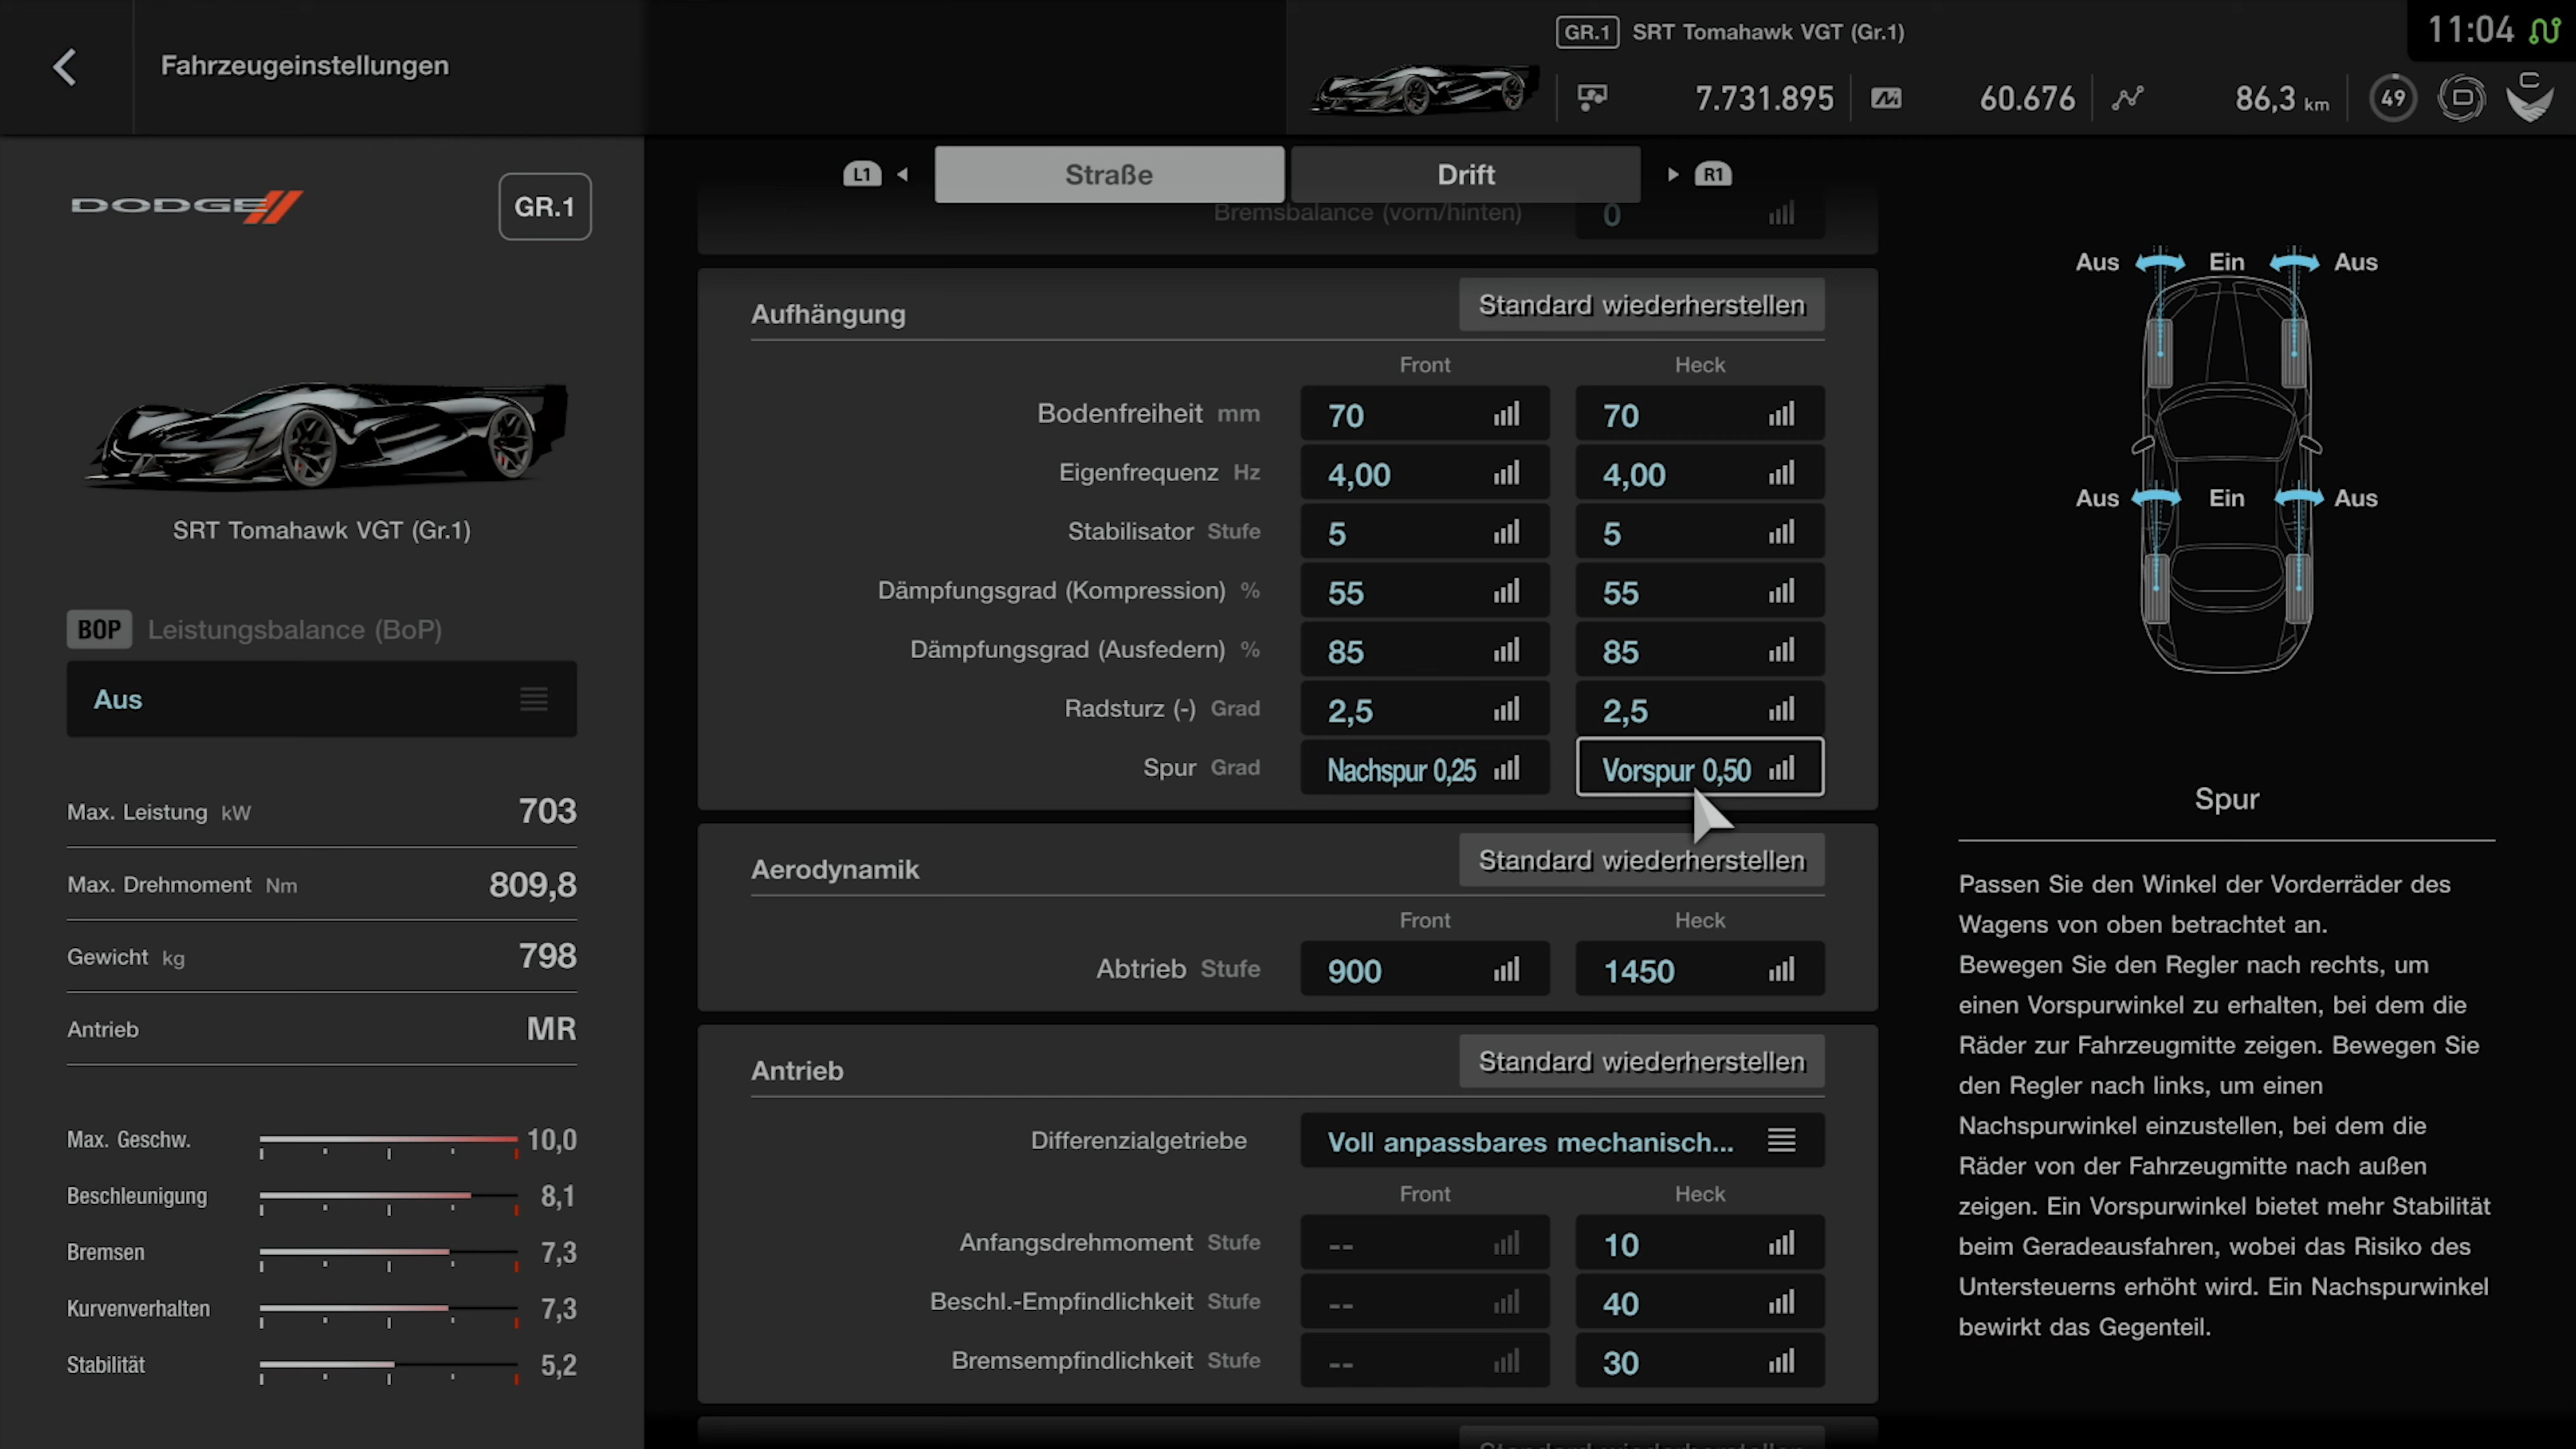 Fahrzeugeinstellungen
GR.1 SRT Tomahawk VGT (Gr.1)
11:04
7.731.895
60.676
86,3 km
49
D
C
DODGE
GR.1
SRT Tomahawk VGT (Gr.1)
BOP Leistungsbalance (BoP)
Aus
Max. Leistung kW 703
Max. Drehmoment Nm 809,8
Gewicht kg 798
Antrieb MR
Max. Geschw. 10,0
Beschleunigung 8,1
Bremsen 7,3
Kurvenverhalten 7,3
Stabilität 5,2
L1 Straße Drift R1
Bremsbalance (vorn/hinten) 0
Aufhängung Standard wiederherstellen
Front Heck
Bodenfreiheit mm 70 70
Eigenfrequenz Hz 4,00 4,00
Stabilisator Stufe 5 5
Dämpfungsgrad (Kompression) % 55 55
Dämpfungsgrad (Ausfedern) % 85 85
Radsturz (-) Grad 2,5 2,5
Spur Grad Nachspur 0,25 Vorspur 0,50
Aerodynamik Standard wiederherstellen
Front Heck
Abtrieb Stufe 900 1450
Antrieb Standard wiederherstellen
Differenzialgetriebe Voll anpassbares mechanisch...
Front Heck
Anfangsdrehmoment Stufe -- 10
Beschl.-Empfindlichkeit Stufe -- 40
Bremsempfindlichkeit Stufe -- 30
Aus Ein Aus
Aus Ein Aus
Spur
Passen Sie den Winkel der Vorderräder des
Wagens von oben betrachtet an.
Bewegen Sie den Regler nach rechts, um
einen Vorspurwinkel zu erhalten, bei dem die
Räder zur Fahrzeugmitte zeigen. Bewegen Sie
den Regler nach links, um einen
Nachspurwinkel einzustellen, bei dem die
Räder von der Fahrzeugmitte nach außen
zeigen. Ein Vorspurwinkel bietet mehr Stabilität
beim Geradeausfahren, wobei das Risiko des
Untersteuerns erhöht wird. Ein Nachspurwinkel
bewirkt das Gegenteil.